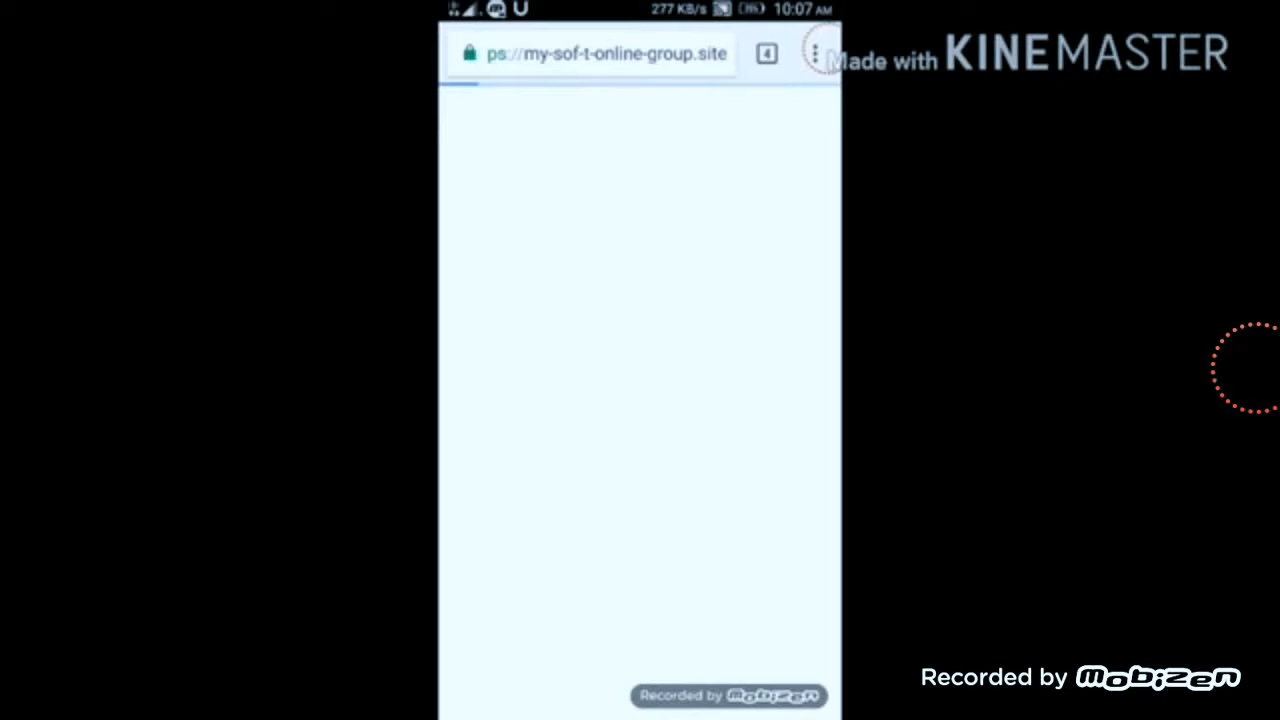 277 KB/s 10:07 AM
ps://my-sof-t-online-group.site
4
Made with KINEMASTER
Recorded by mobizen
Recorded by mobizen